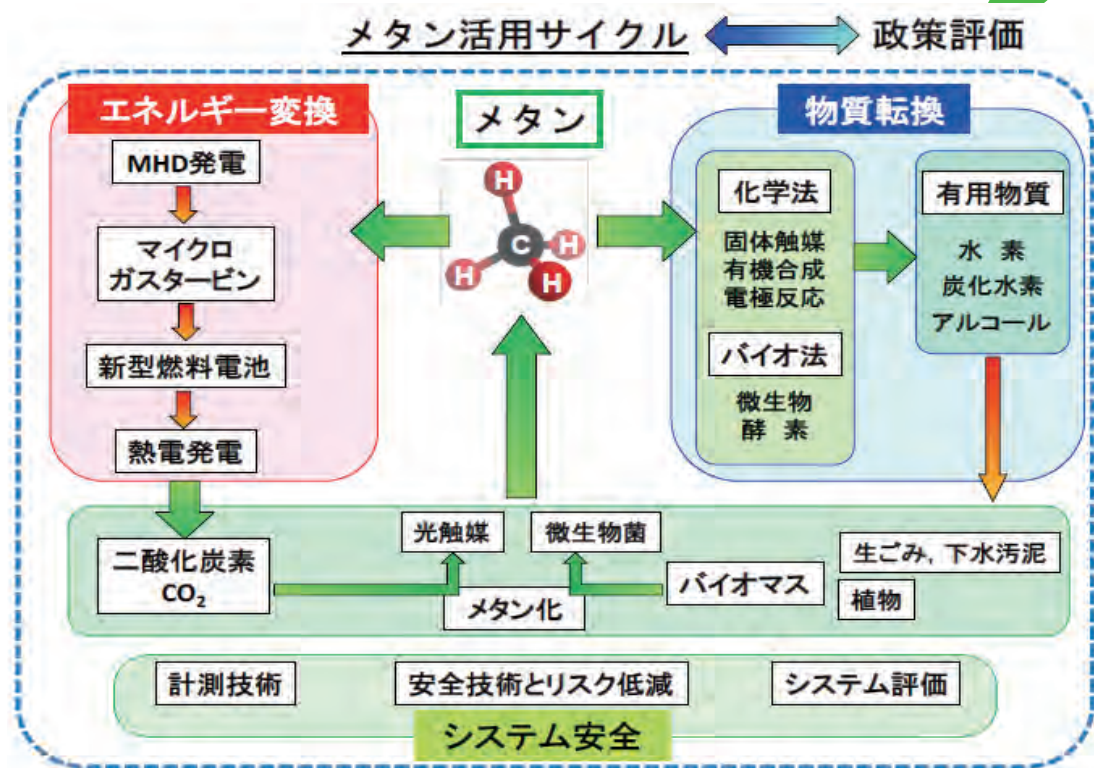 メタン活用サイクル 政策評価
エネルギー変換
MHD発電
マイクロ
ガスタービン
新型燃料電池
熱電発電
メタン
H
C
H
H
H
物質転換
化学法
固体触媒
有機合成
電極反応
バイオ法
微生物
酵素
有用物質
水素
炭化水素
アルコール
二酸化炭素
CO₂
光触媒
微生物菌
メタン化
バイオマス
生ごみ,下水汚泥
植物
計測技術
安全技術とリスク低減
システム評価
システム安全